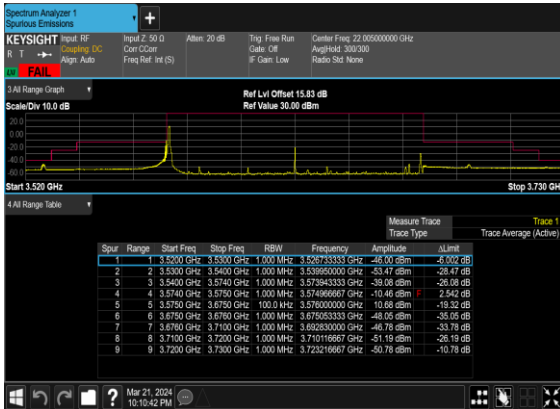 Spectrum Analyzer 1
Spurious Emissions
+
KEYSIGHT Input: RF Input Z: 50 Ω Atten: 20 dB Trig: Free Run Center Freq: 22.005000000 GHz
R T Coupling: DC Corr CCorr Gate: Off Avg|Hold: 300/300
Align: Auto Freq Ref: Int (S) IF Gain: Low Radio Std: None
FAIL
3 All Range Graph
Ref Lvl Offset 15.83 dB
Scale/Div 10.0 dB Ref Value 30.00 dBm
20.0
0.00
-20.0
-40.0
-60.0
Start 3.520 GHz Stop 3.730 GH
4 All Range Table
Measure Trace Trace 1
Trace Type Trace Average (Active)
Spur Range Start Freq Stop Freq RBW Frequency Amplitude ΔLimit
1 1 3.5200 GHz 3.5300 GHz 1.000 MHz 3.526733333 GHz -46.00 dBm -6.002 dB
2 2 3.5300 GHz 3.5400 GHz 1.000 MHz 3.539950000 GHz -53.47 dBm -28.47 dB
3 3 3.5400 GHz 3.5740 GHz 1.000 MHz 3.573943333 GHz -39.08 dBm -26.08 dB
4 4 3.5740 GHz 3.5750 GHz 1.000 MHz 3.574966667 GHz -10.46 dBm F 2.542 dB
5 5 3.5750 GHz 3.6750 GHz 100.0 kHz 3.576000000 GHz 10.68 dBm -19.32 dB
6 6 3.6750 GHz 3.6760 GHz 1.000 MHz 3.675053333 GHz -48.05 dBm -35.05 dB
7 7 3.6760 GHz 3.7100 GHz 1.000 MHz 3.692830000 GHz -46.78 dBm -33.78 dB
8 8 3.7100 GHz 3.7200 GHz 1.000 MHz 3.710116667 GHz -51.19 dBm -26.19 dB
9 9 3.7200 GHz 3.7300 GHz 1.000 MHz 3.723216667 GHz -50.78 dBm -10.78 dB
? Mar 21, 2024
10:10:42 PM